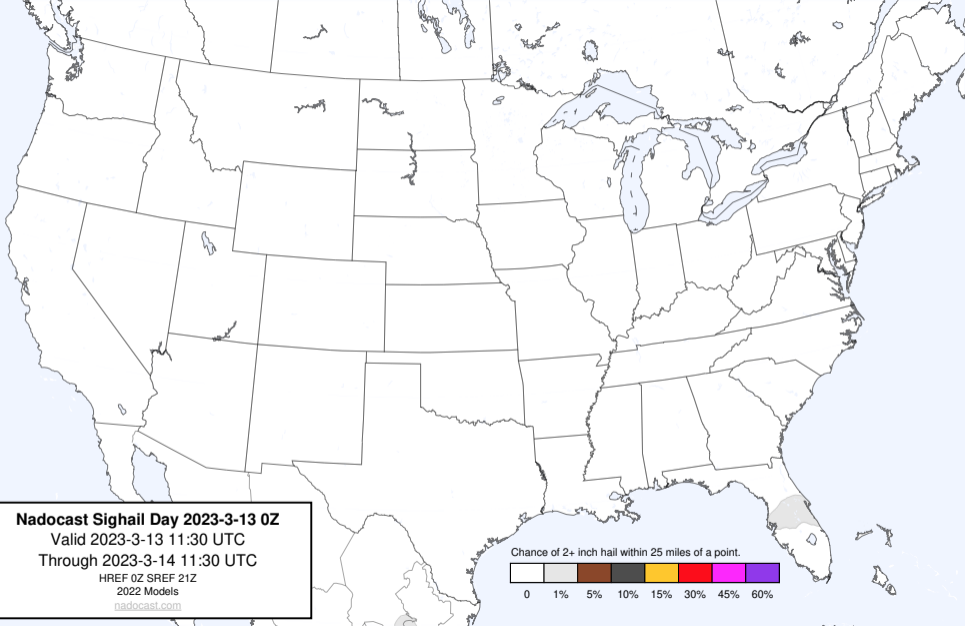 Nadocast Sighail Day 2023-3-13 0Z
Valid 2023-3-13 11:30 UTC
Through 2023-3-14 11:30 UTC
HREF 0Z SREF 21Z
2022 Models
nadocast.com
Chance of 2+ inch hail within 25 miles of a point.
0 1% 5% 10% 15% 30% 45% 60%